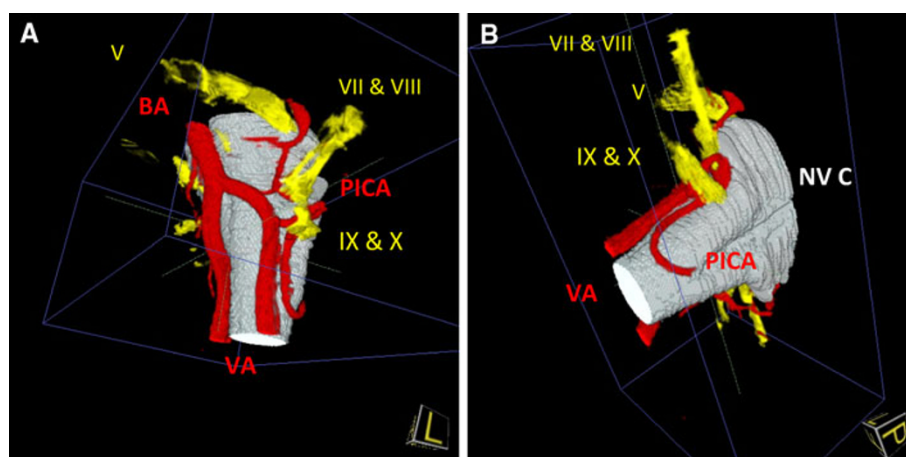 A
V
VII & VIII
BA
PICA
IX & X
VA
L
B
VII & VIII
V
IX & X
NV C
PICA
VA
P